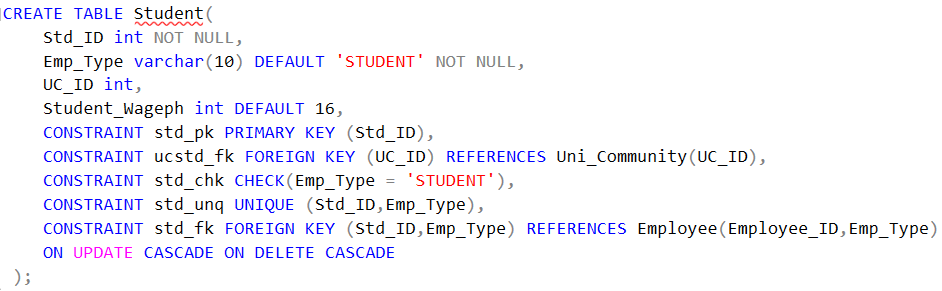 CREATE TABLE Student(
Std_ID int NOT NULL,
Emp_Type varchar(10) DEFAULT 'STUDENT' NOT NULL,
UC_ID int,
Student_Wageph int DEFAULT 16,
CONSTRAINT std_pk PRIMARY KEY (Std_ID),
CONSTRAINT ucstd_fk FOREIGN KEY (UC_ID) REFERENCES Uni_Community(UC_ID),
CONSTRAINT std_chk CHECK(Emp_Type = 'STUDENT'),
CONSTRAINT std_unq UNIQUE (Std_ID,Emp_Type),
CONSTRAINT std_fk FOREIGN KEY (Std_ID,Emp_Type) REFERENCES Employee(Employee_ID,Emp_Type)
ON UPDATE CASCADE ON DELETE CASCADE
);